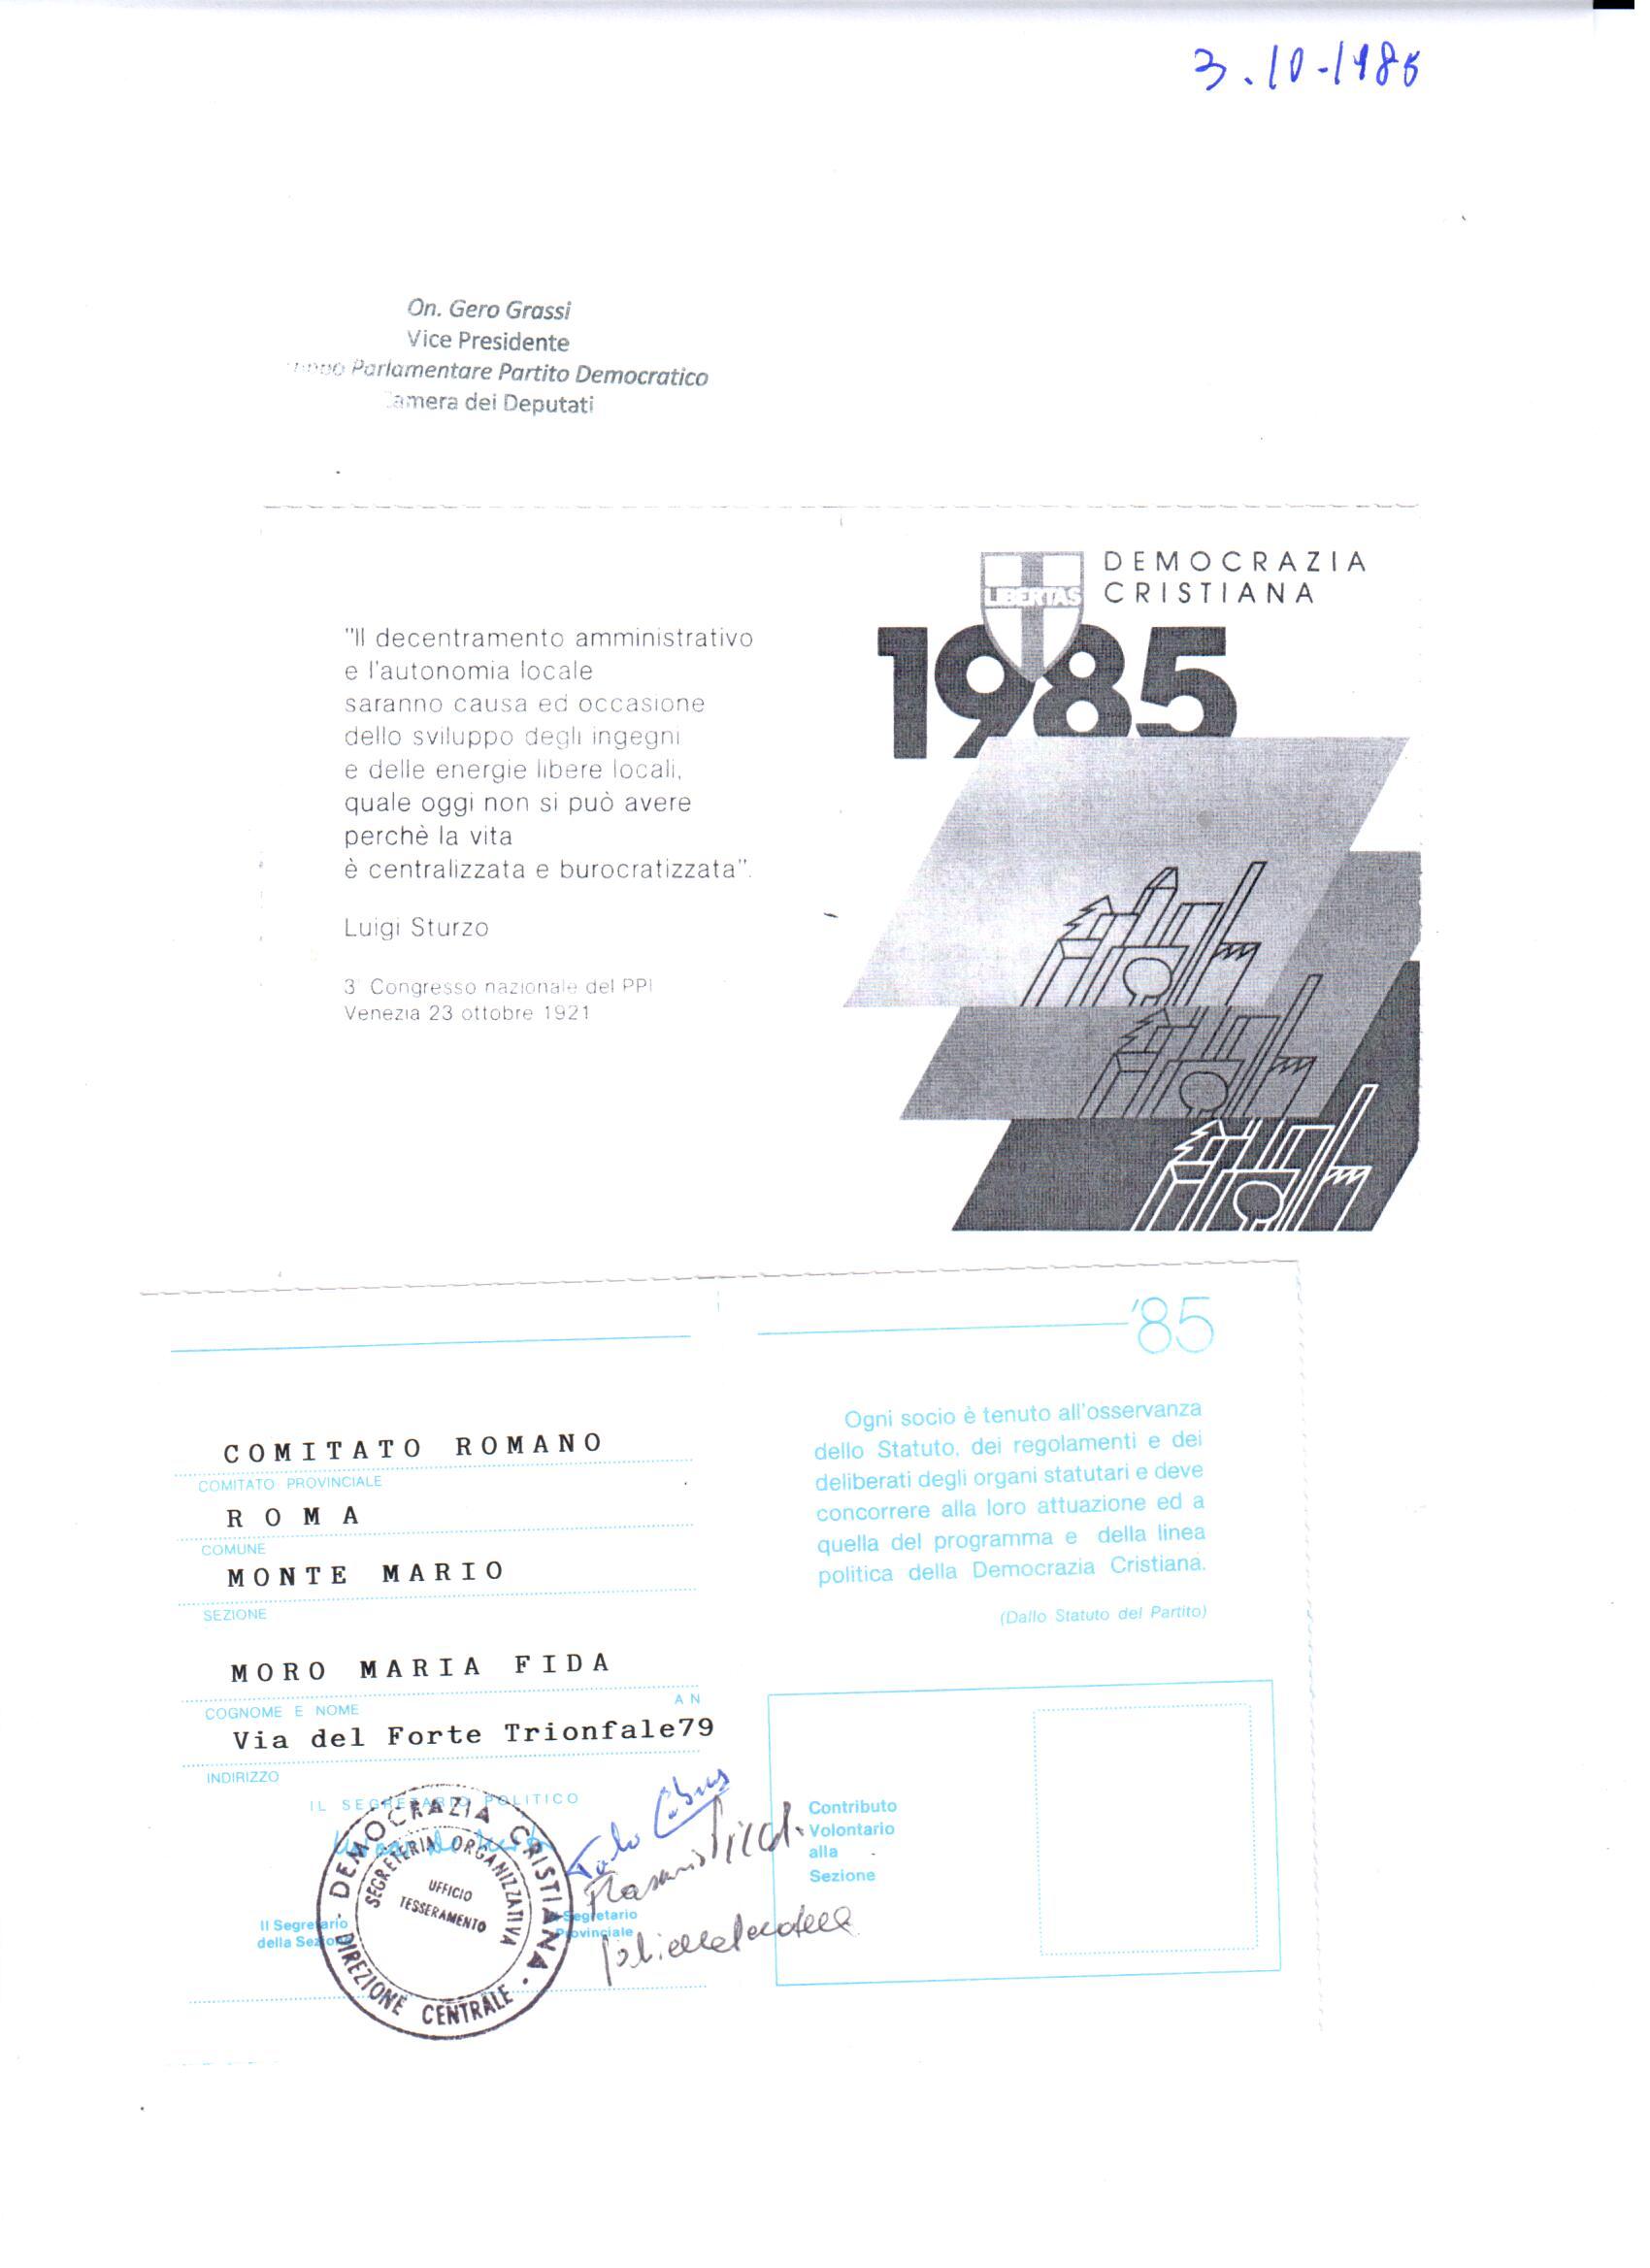 3.10-1985
On. Gero Grassi
Vice Presidente
Parlamentare Partito Democratico
Camera dei Deputati
DEMOCRAZIA
CRISTIANA
LIBERTAS
1985
"Il decentramento amministrativo
e l'autonomia locale
saranno causa ed occasione
dello sviluppo degli ingegni
e delle energie libere locali,
quale oggi non si può avere
perchè la vita
è centralizzata e burocratizzata".
Luigi Sturzo
3 Congresso nazionale del PPI
Venezia 23 ottobre 1921
'85
COMITATO ROMANO
COMITATO PROVINCIALE
ROMA
COMUNE
MONTE MARIO
SEZIONE
MORO MARIA FIDA
COGNOME E NOME
AN
Via del Forte Trionfale79
INDIRIZZO
IL SEGRETARIO POLITICO
DEMOCRAZIA CRISTIANA · DIREZIONE CENTRALE ·
SEGRETERIA ORGANIZZATIVA
UFFICIO
TESSERAMENTO
Il Segretario
della Sezione
Segretario
Provinciale
Ogni socio è tenuto all'osservanza
dello Statuto, dei regolamenti e dei
deliberati degli organi statutari e deve
concorrere alla loro attuazione ed a
quella del programma e della linea
politica della Democrazia Cristiana.
(Dallo Statuto del Partito)
Contributo
Volontario
alla
Sezione